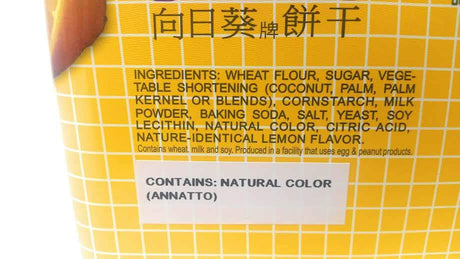 向日葵牌餅干
INGREDIENTS: WHEAT FLOUR, SUGAR, VEGE-
TABLE SHORTENING (COCONUT, PALM, PALM
KERNEL OR BLENDS), CORNSTARCH, MILK
POWDER, BAKING SODA, SALT, YEAST, SOY
LECITHIN, NATURAL COLOR, CITRIC ACID,
NATURE-IDENTICAL LEMON FLAVOR.
Contains wheat, milk and soy. Produced in a facility that uses egg & peanut products.
CONTAINS: NATURAL COLOR
(ANNATTO)